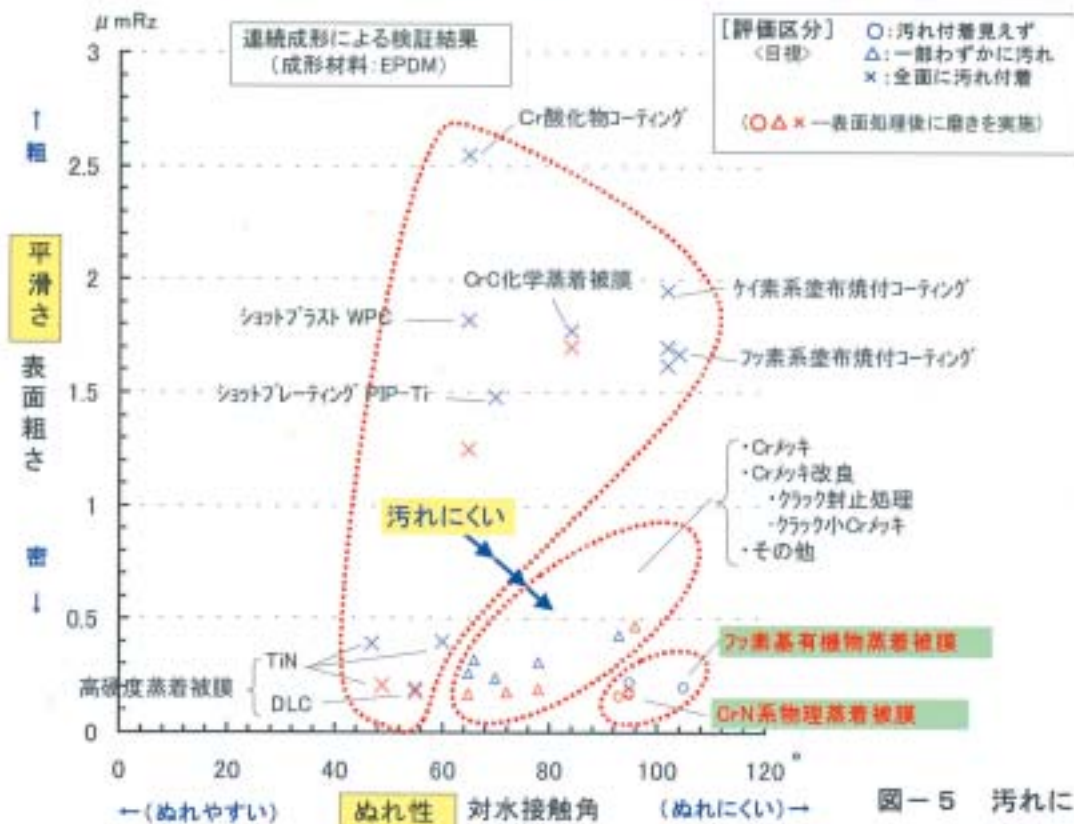 μmRz
連続成形による検証結果
(成形材料:EPDM)
[評価区分]
<目視>
○:汚れ付着見えず
△:一部わずかに汚れ
×:全面に汚れ付着
(○△×―表面処理後に磨きを実施)
3
2.5
2
1.5
1
0.5
0
↑
粗
平滑さ
表面粗さ
密
↓
Cr酸化物コーティング
CrC化学蒸着被膜
ケイ素系塗布焼付コーティング
ショットブラスト WPC
フッ素系塗布焼付コーティング
ショットプレーティング PIP-Ti
・Crメッキ
・Crメッキ改良
・クラック封止処理
・クラック小Crメッキ
・その他
汚れにくい
フッ素基有機物蒸着被膜
TiN
高硬度蒸着被膜
DLC
CrN系物理蒸着被膜
0 20 40 60 80 100 120 °
←(ぬれやすい) ぬれ性 対水接触角 (ぬれにくい)→
図-5 汚れに